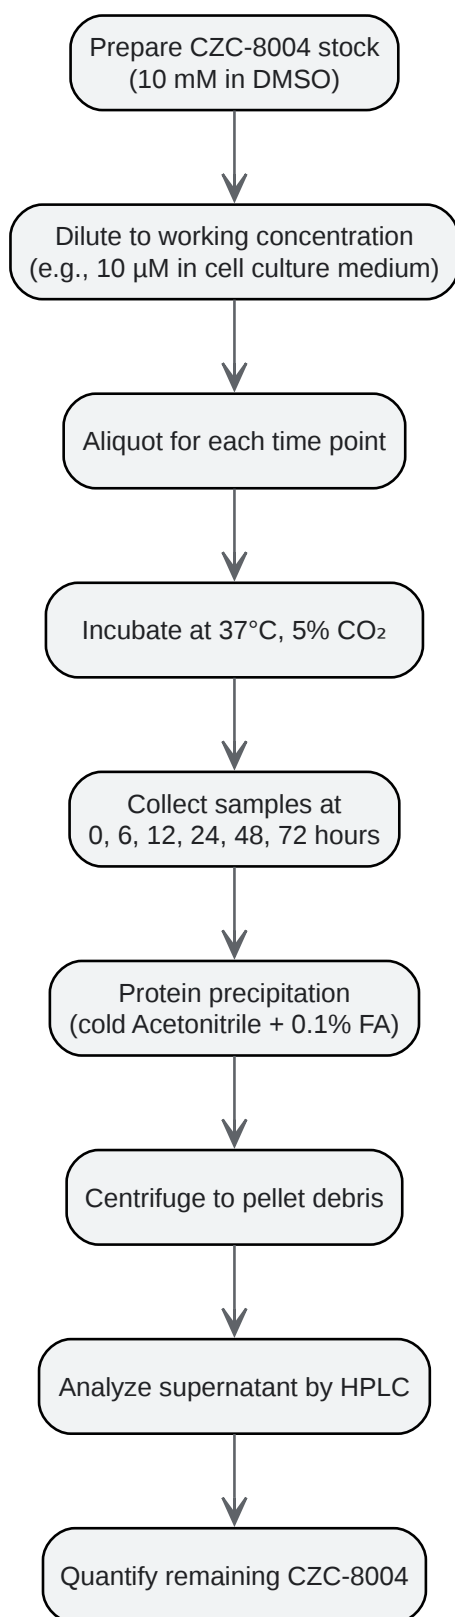 Prepare CZC-8004 stock
(10 mM in DMSO)
Dilute to working concentration
(e.g., 10 µM in cell culture medium)
Aliquot for each time point
Incubate at 37°C, 5% CO₂
Collect samples at
0, 6, 12, 24, 48, 72 hours
Protein precipitation
(cold Acetonitrile + 0.1% FA)
Centrifuge to pellet debris
Analyze supernatant by HPLC
Quantify remaining CZC-8004